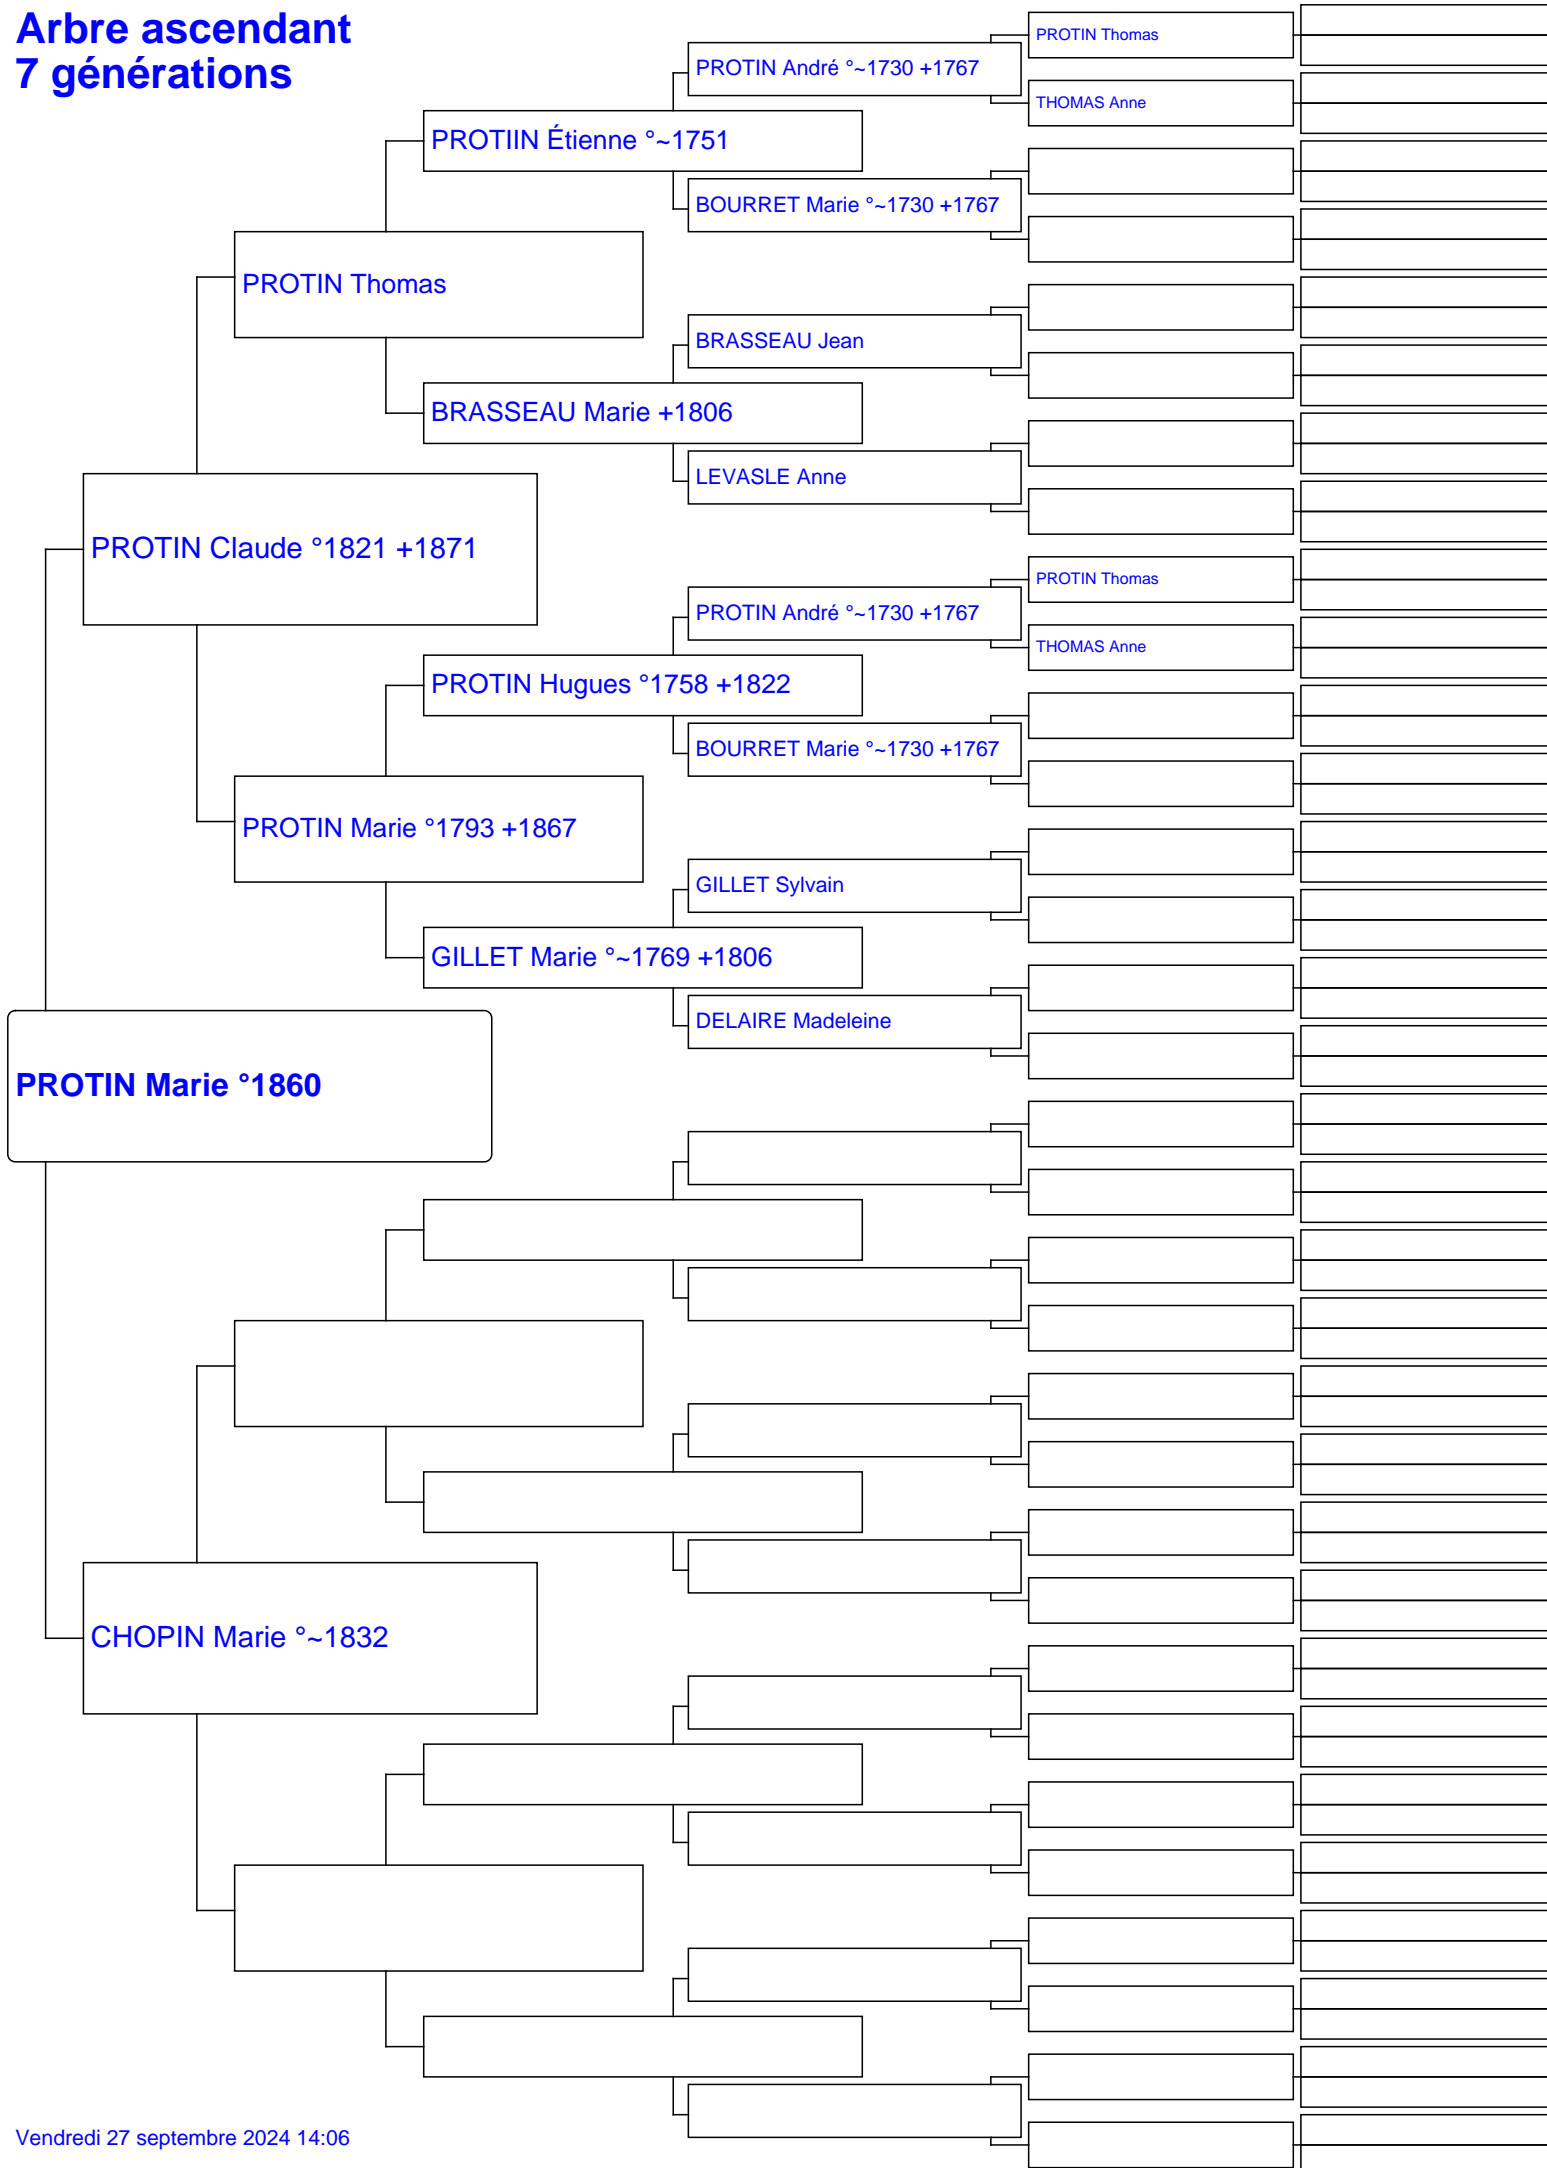 Arbre ascendant
7 générations
PROTIN Thomas
PROTIN André °~1730 +1767
THOMAS Anne
PROTIIN Étienne °~1751
BOURRET Marie °~1730 +1767
PROTIN Thomas
BRASSEAU Jean
BRASSEAU Marie +1806
LEVASLE Anne
PROTIN Claude °1821 +1871
PROTIN Thomas
PROTIN André °~1730 +1767
THOMAS Anne
PROTIN Hugues °1758 +1822
BOURRET Marie °~1730 +1767
PROTIN Marie °1793 +1867
GILLET Sylvain
GILLET Marie °~1769 +1806
DELAIRE Madeleine
PROTIN Marie °1860
CHOPIN Marie °~1832
Vendredi 27 septembre 2024 14:06